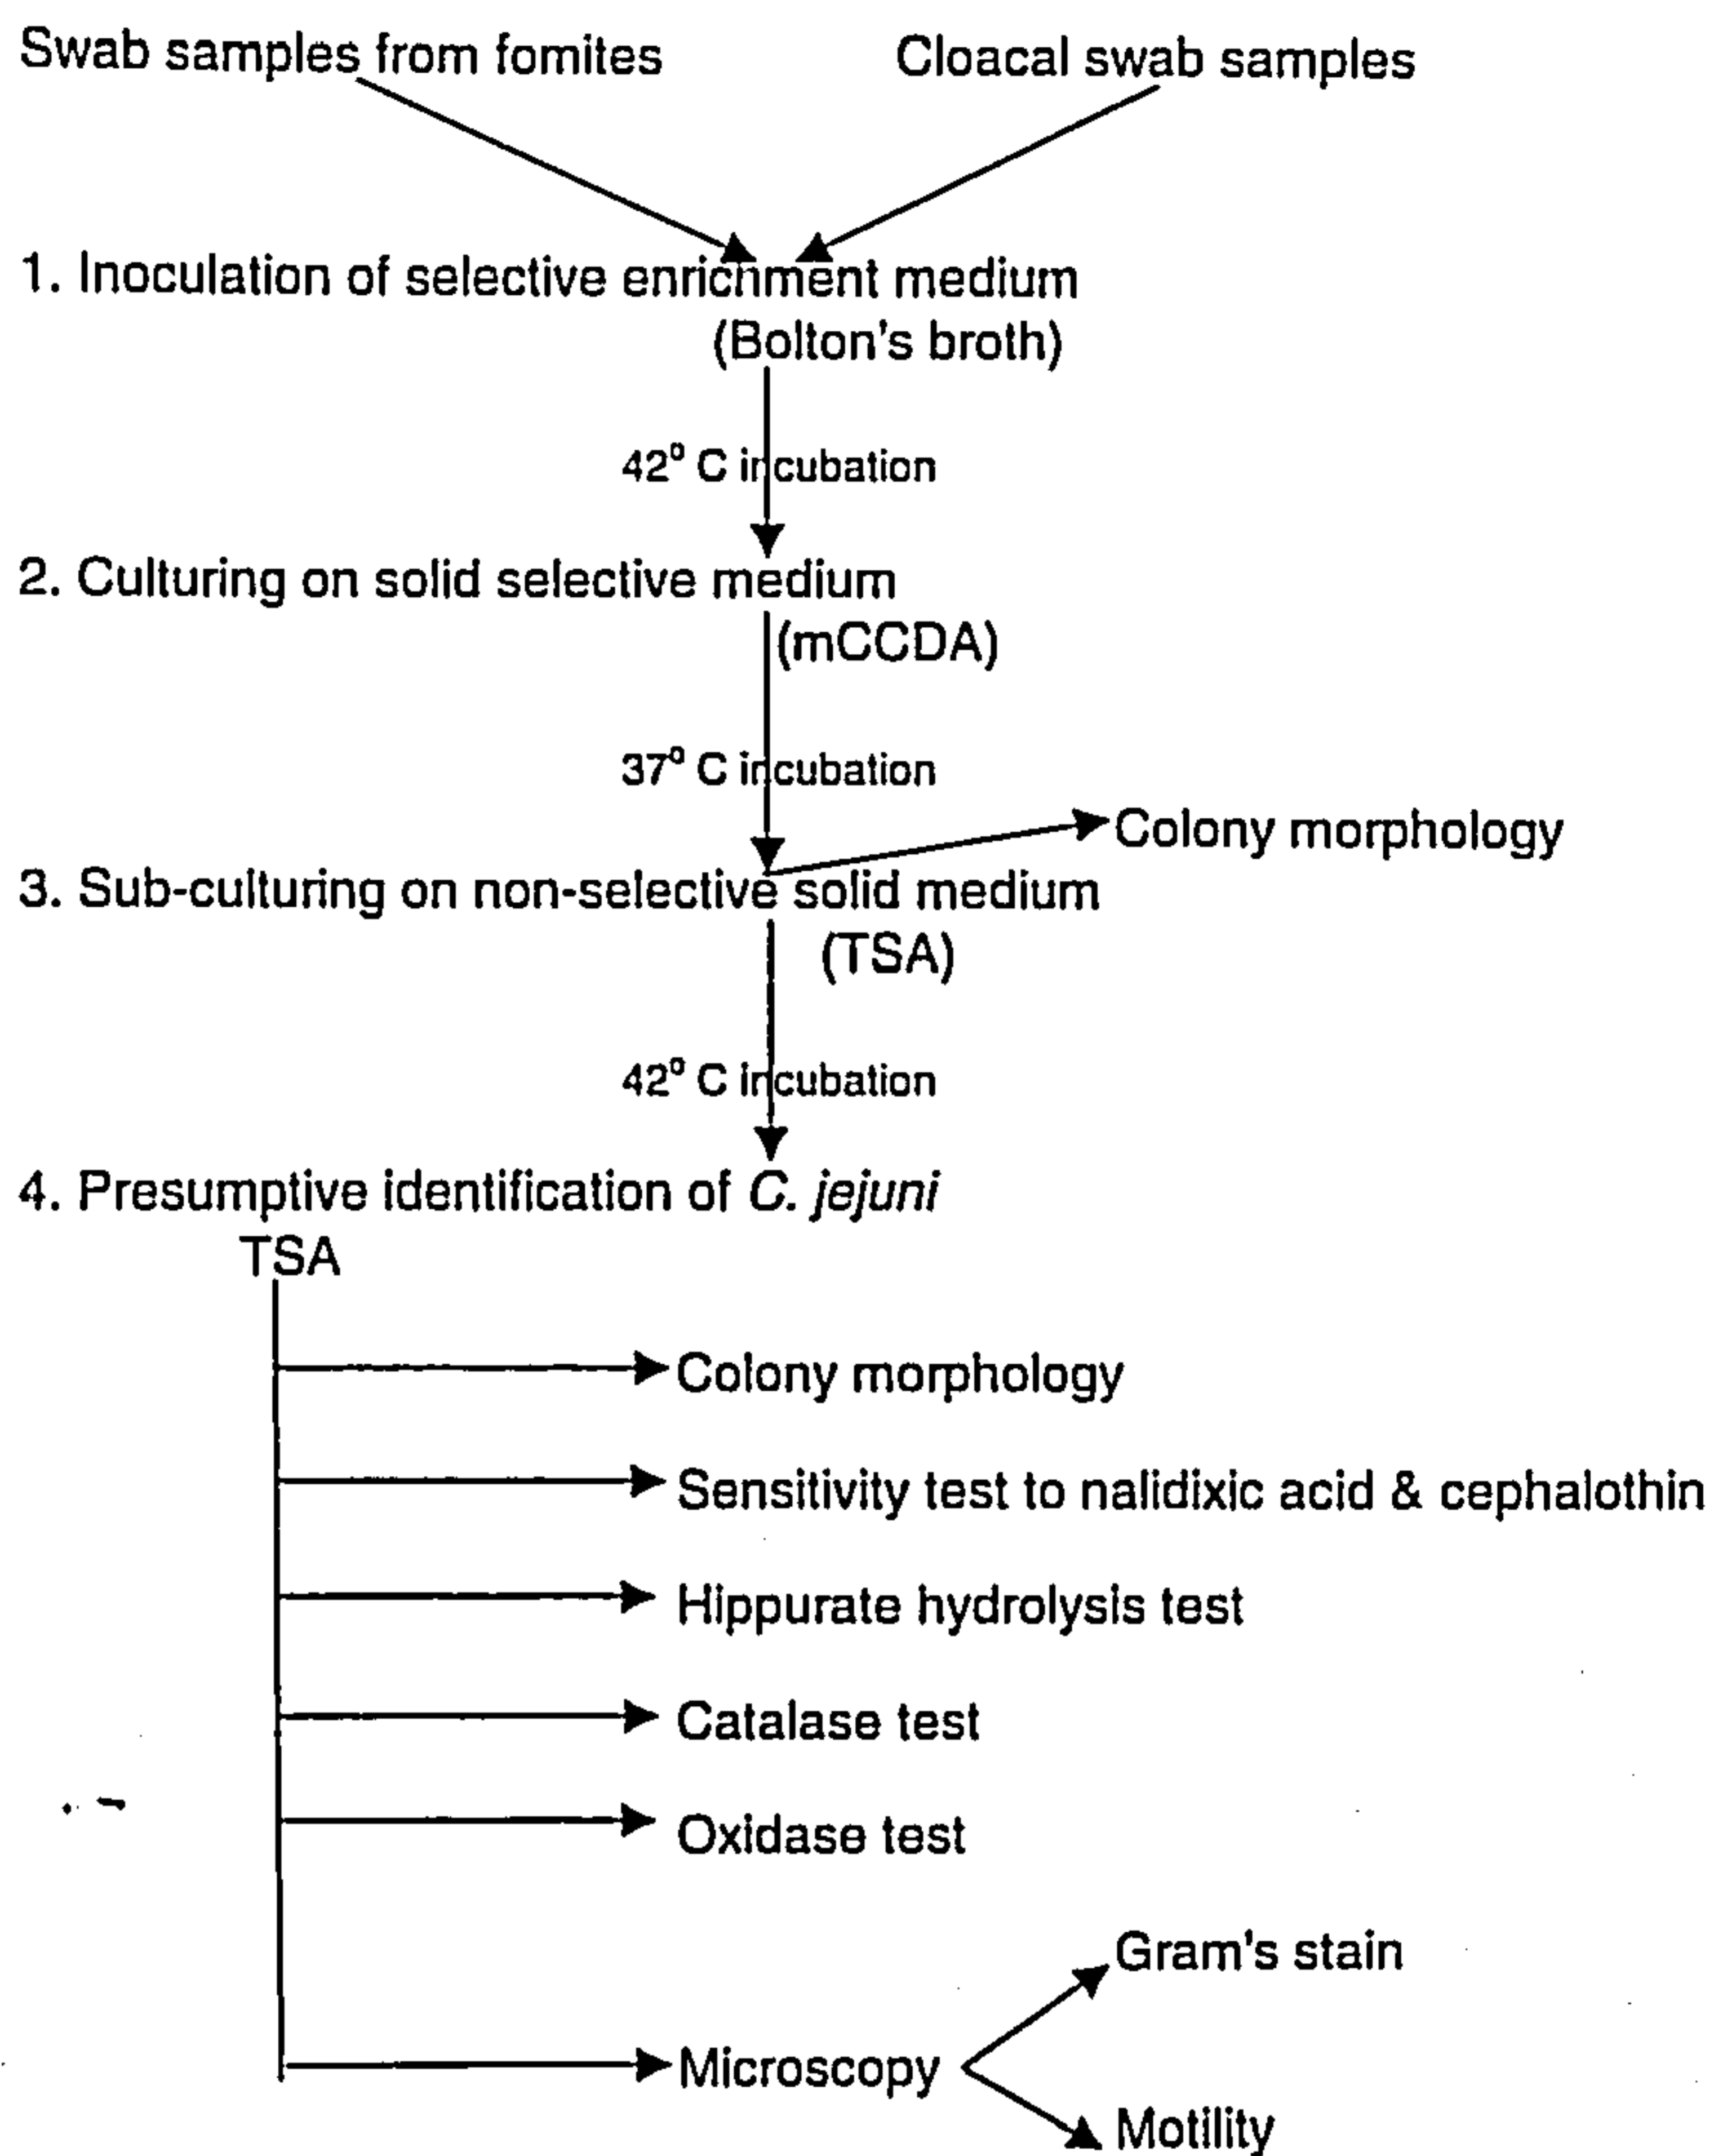 Swab samples from fomites
Cloacal swab samples
1. Inoculation of selective enrichment medium
(Bolton's broth)
42⁰ C incubation
2. Culturing on solid selective medium
(mCCDA)
37⁰ C incubation
Colony morphology
3. Sub-culturing on non-selective solid medium
(TSA)
42⁰ C incubation
4. Presumptive identification of C. jejuni
TSA
Colony morphology
Sensitivity test to nalidixic acid & cephalothin
Hippurate hydrolysis test
Catalase test
Oxidase test
Gram's stain
Microscopy
Motility